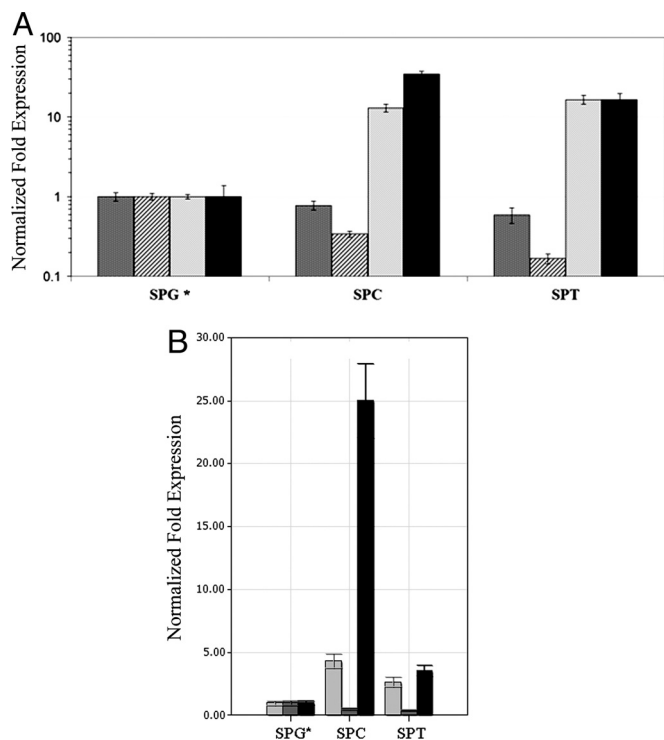 A
Normalized Fold Expression
100
10
1
0.1
SPG *
SPC
SPT
B
Normalized Fold Expression
30.00
25.00
20.00
15.00
10.00
5.00
0.00
SPG*
SPC
SPT